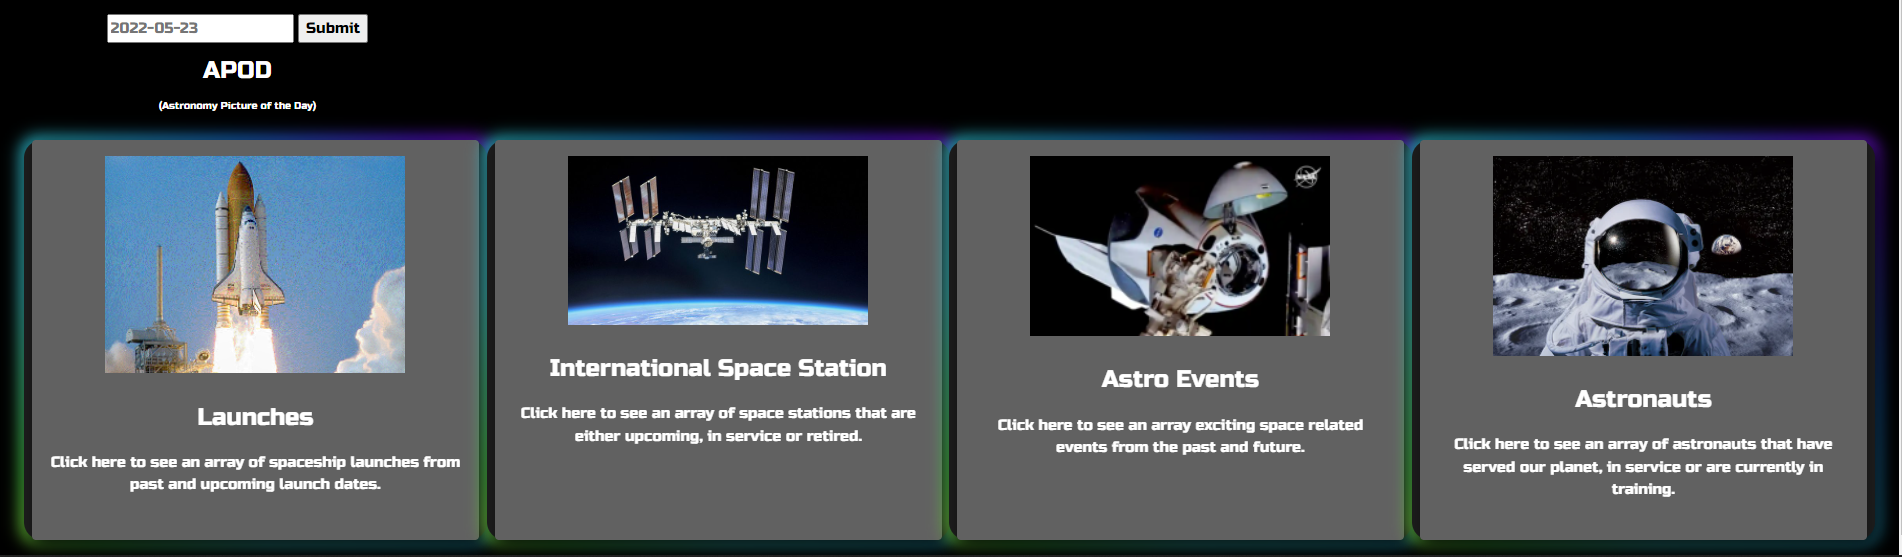 2022-05-23 Submit
APOD
(Astronomy Picture of the Day)
Launches
Click here to see an array of spaceship launches from
past and upcoming launch dates.
International Space Station
Click here to see an array of space stations that are
either upcoming, in service or retired.
NASA
Astro Events
Click here to see an array exciting space related
events from the past and future.
Astronauts
Click here to see an array of astronauts that have
served our planet, in service or are currently in
training.